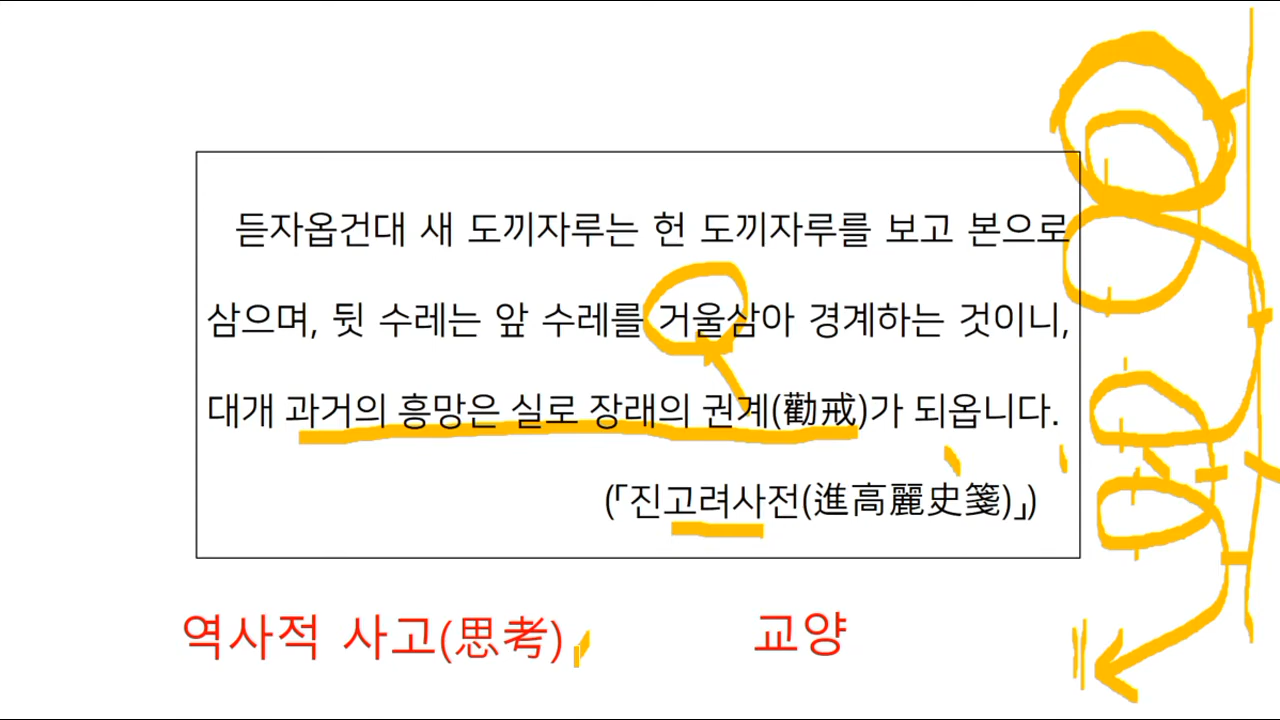 듣자옵건대 새 도끼자루는 헌 도끼자루를 보고 본으로
삼으며, 뒷 수레는 앞 수레를 거울삼아 경계하는 것이니,
대개 과거의 흥망은 실로 장래의 권계(勸戒)가 되옵니다.
(「진고려사전(進高麗史箋)」)
역사적 사고(思考) 교양